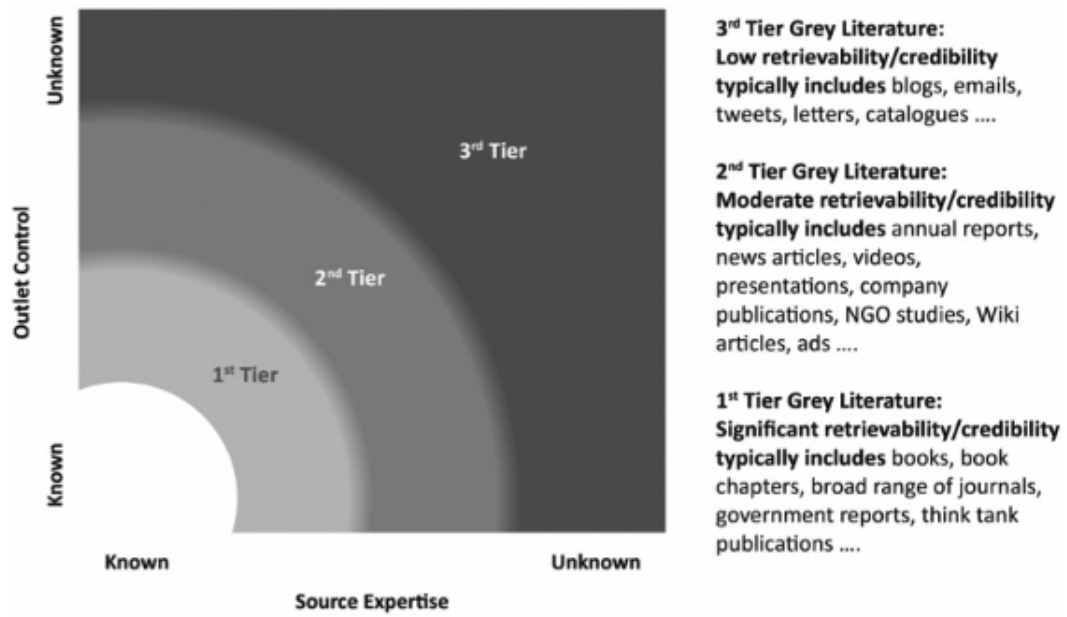 Unknown
Outlet Control
Known
3rd Tier
2nd Tier
1st Tier
Known
Unknown
Source Expertise
3rd Tier Grey Literature:
Low retrievability/credibility
typically includes blogs, emails,
tweets, letters, catalogues ....
2nd Tier Grey Literature:
Moderate retrievability/credibility
typically includes annual reports,
news articles, videos,
presentations, company
publications, NGO studies, Wiki
articles, ads ....
1st Tier Grey Literature:
Significant retrievability/credibility
typically includes books, book
chapters, broad range of journals,
government reports, think tank
publications ....